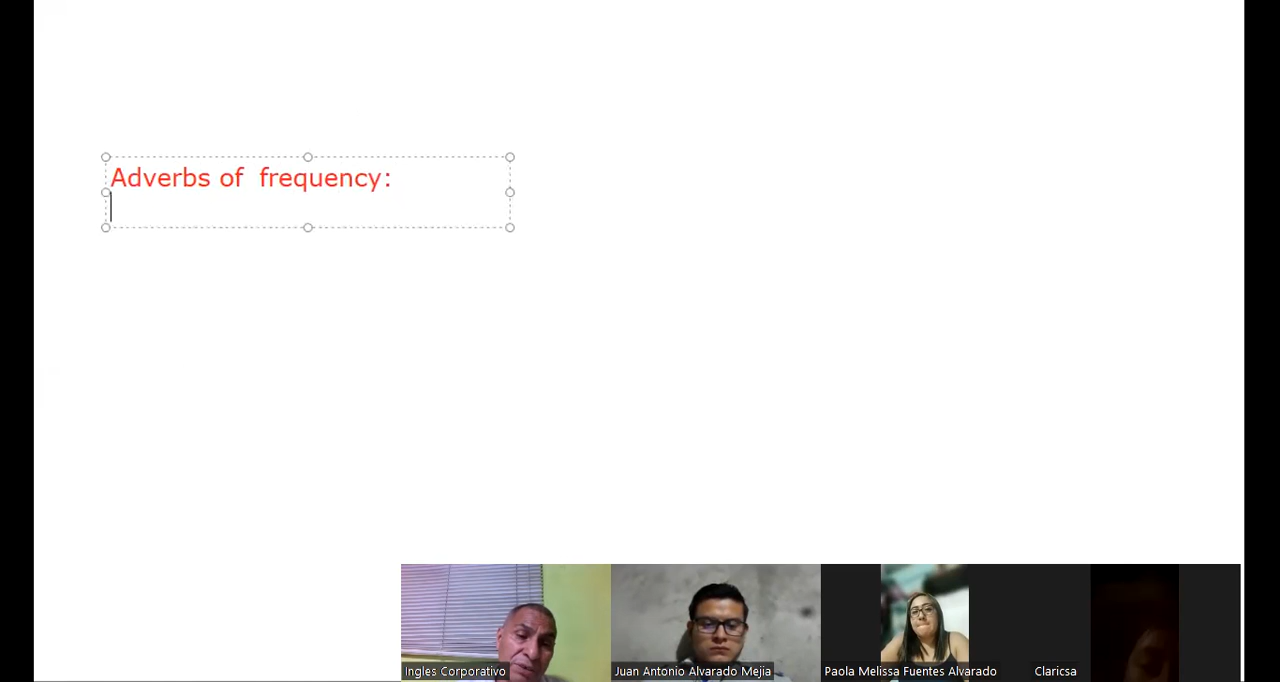 Adverbs of  frequency:
Ingles Corporativo
Juan Antonio Alvarado Mejia
Paola Melissa Fuentes Alvarado
Claricsa